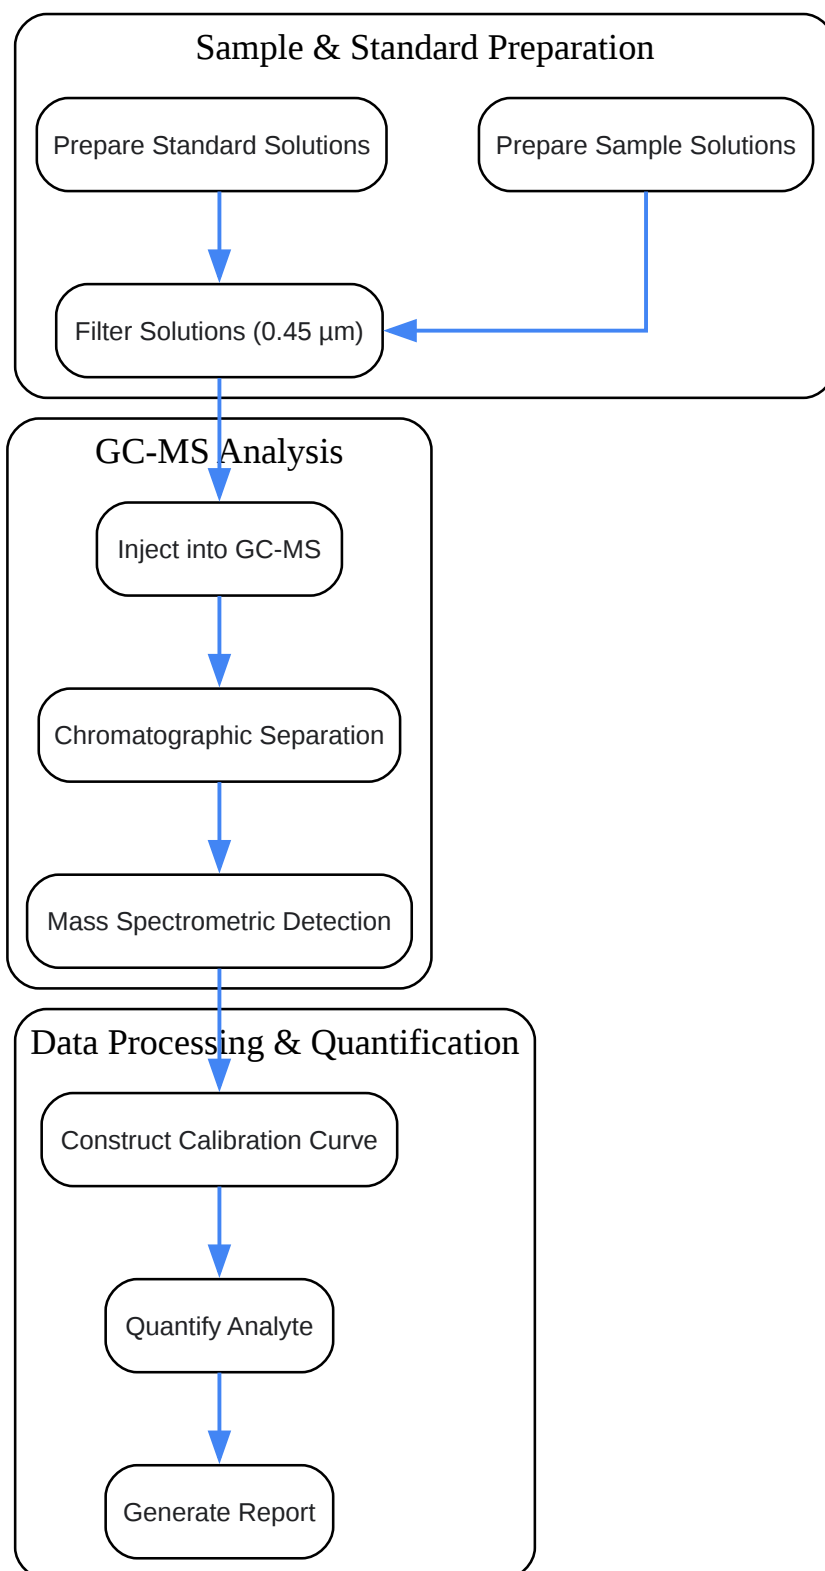 Sample & Standard Preparation
Prepare Standard Solutions
Prepare Sample Solutions
Filter Solutions (0.45 µm)
GC-MS Analysis
Inject into GC-MS
Chromatographic Separation
Mass Spectrometric Detection
Data Processing & Quantification
Construct Calibration Curve
Quantify Analyte
Generate Report